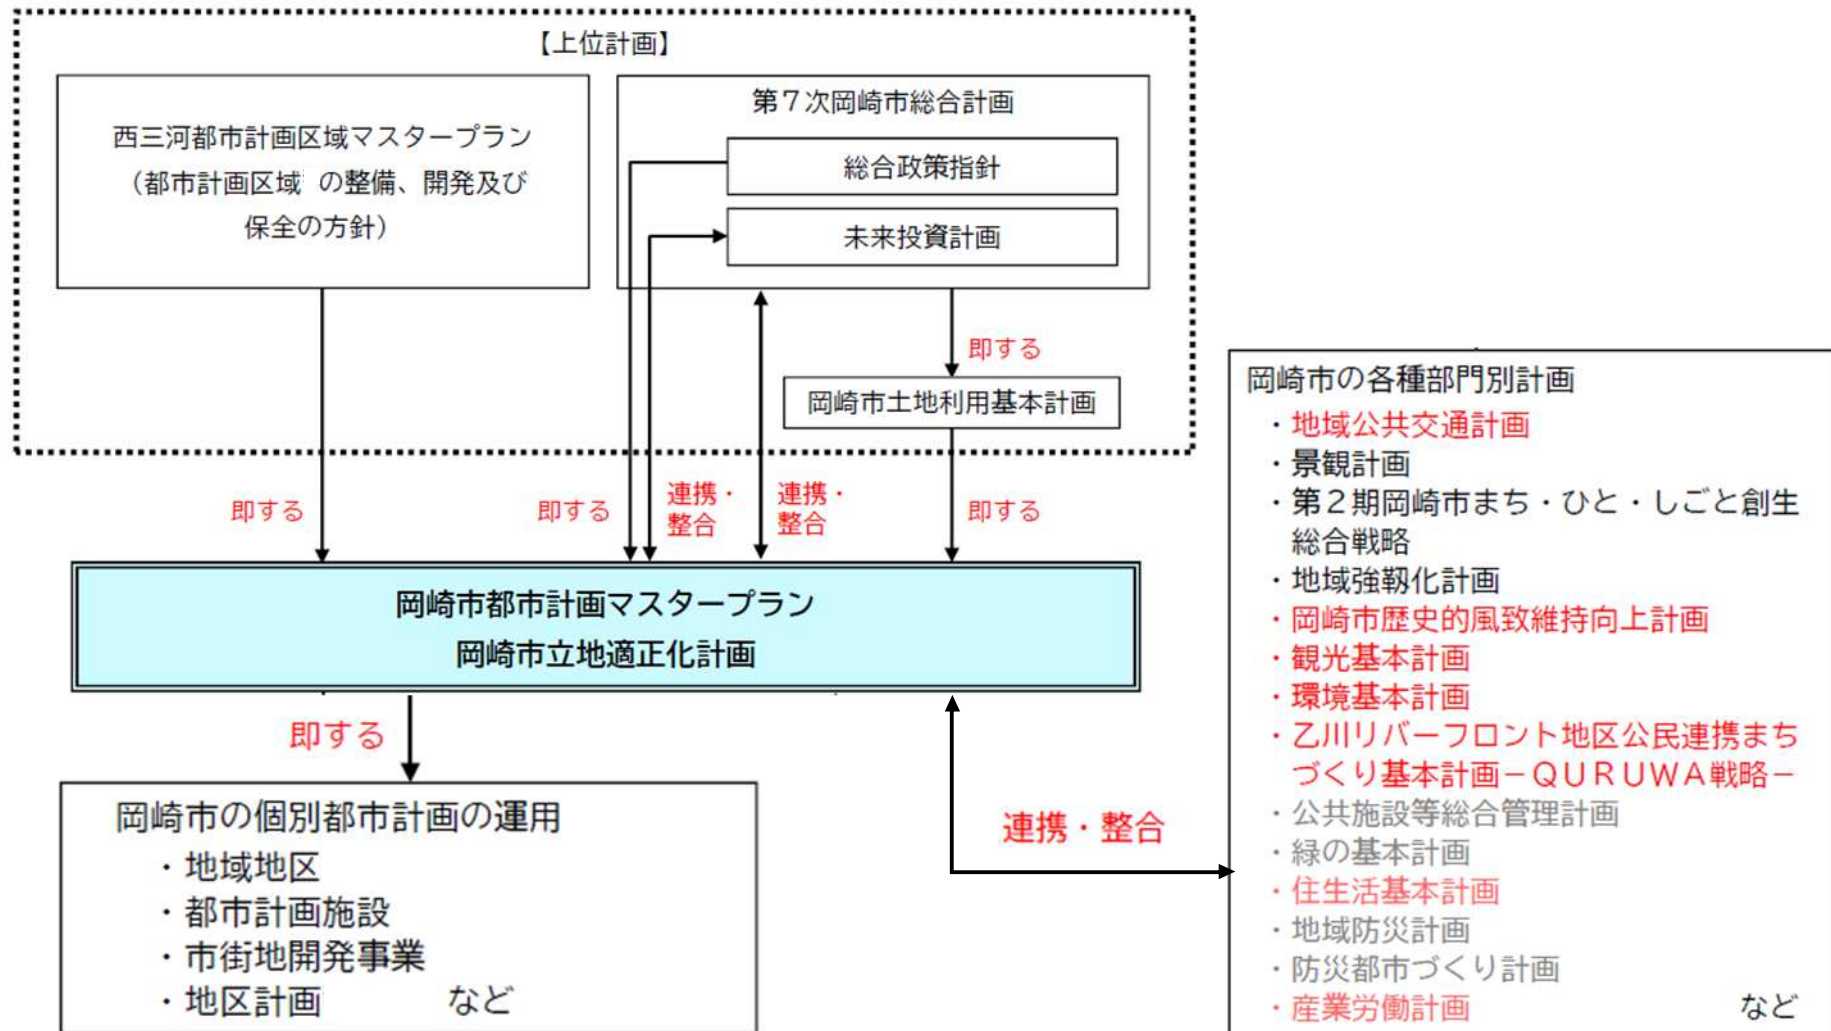 【上位計画】
西三河都市計画区域マスタープラン
（都市計画区域 の整備、開発及び
保全の方針）
第７次岡崎市総合計画
総合政策指針
未来投資計画
即する
岡崎市土地利用基本計画
即する
即する
連携・
整合
連携・
整合
即する
岡崎市都市計画マスタープラン
岡崎市立地適正化計画
即する
岡崎市の個別都市計画の運用
・地域地区
・都市計画施設
・市街地開発事業
・地区計画 など
連携・整合
岡崎市の各種部門別計画
・地域公共交通計画
・景観計画
・第２期岡崎市まち・ひと・しごと創生
総合戦略
・地域強靱化計画
・岡崎市歴史的風致維持向上計画
・観光基本計画
・環境基本計画
・乙川リバーフロント地区公民連携まち
づくり基本計画－ＱＵＲＵＷＡ戦略－
・公共施設等総合管理計画
・緑の基本計画
・住生活基本計画
・地域防災計画
・防災都市づくり計画
・産業労働計画 など